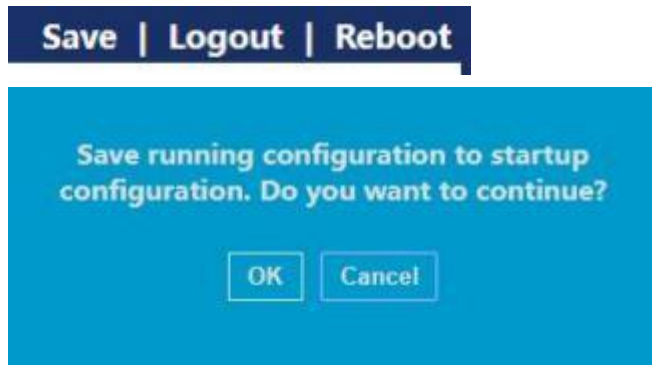 Save | Logout | Reboot
Save running configuration to startup
configuration. Do you want to continue?
OK Cancel